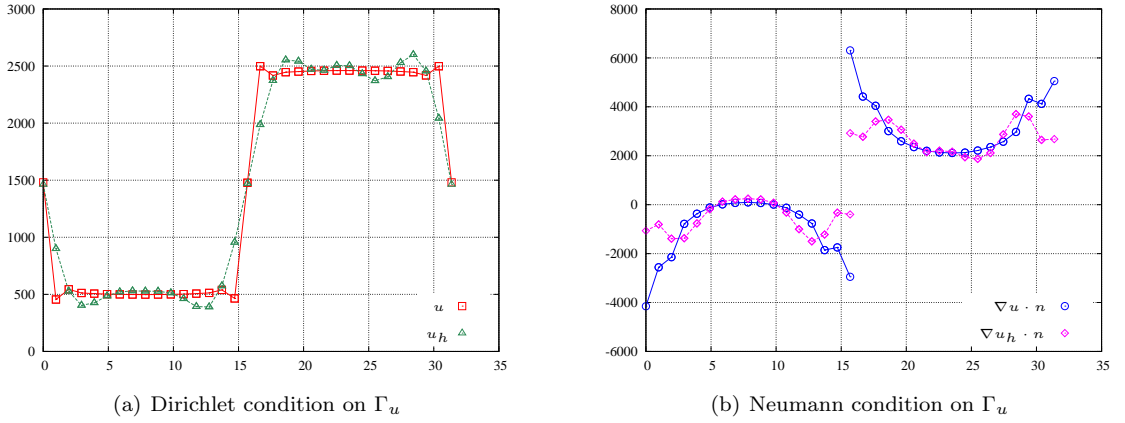 3000
2500
2000
1500
1000
500
0
0 5 10 15 20 25 30 35
u
u_h
(a) Dirichlet condition on Γ_u
8000
6000
4000
2000
0
-2000
-4000
-6000
0 5 10 15 20 25 30 35
∇u · n
∇u_h · n
(b) Neumann condition on Γ_u